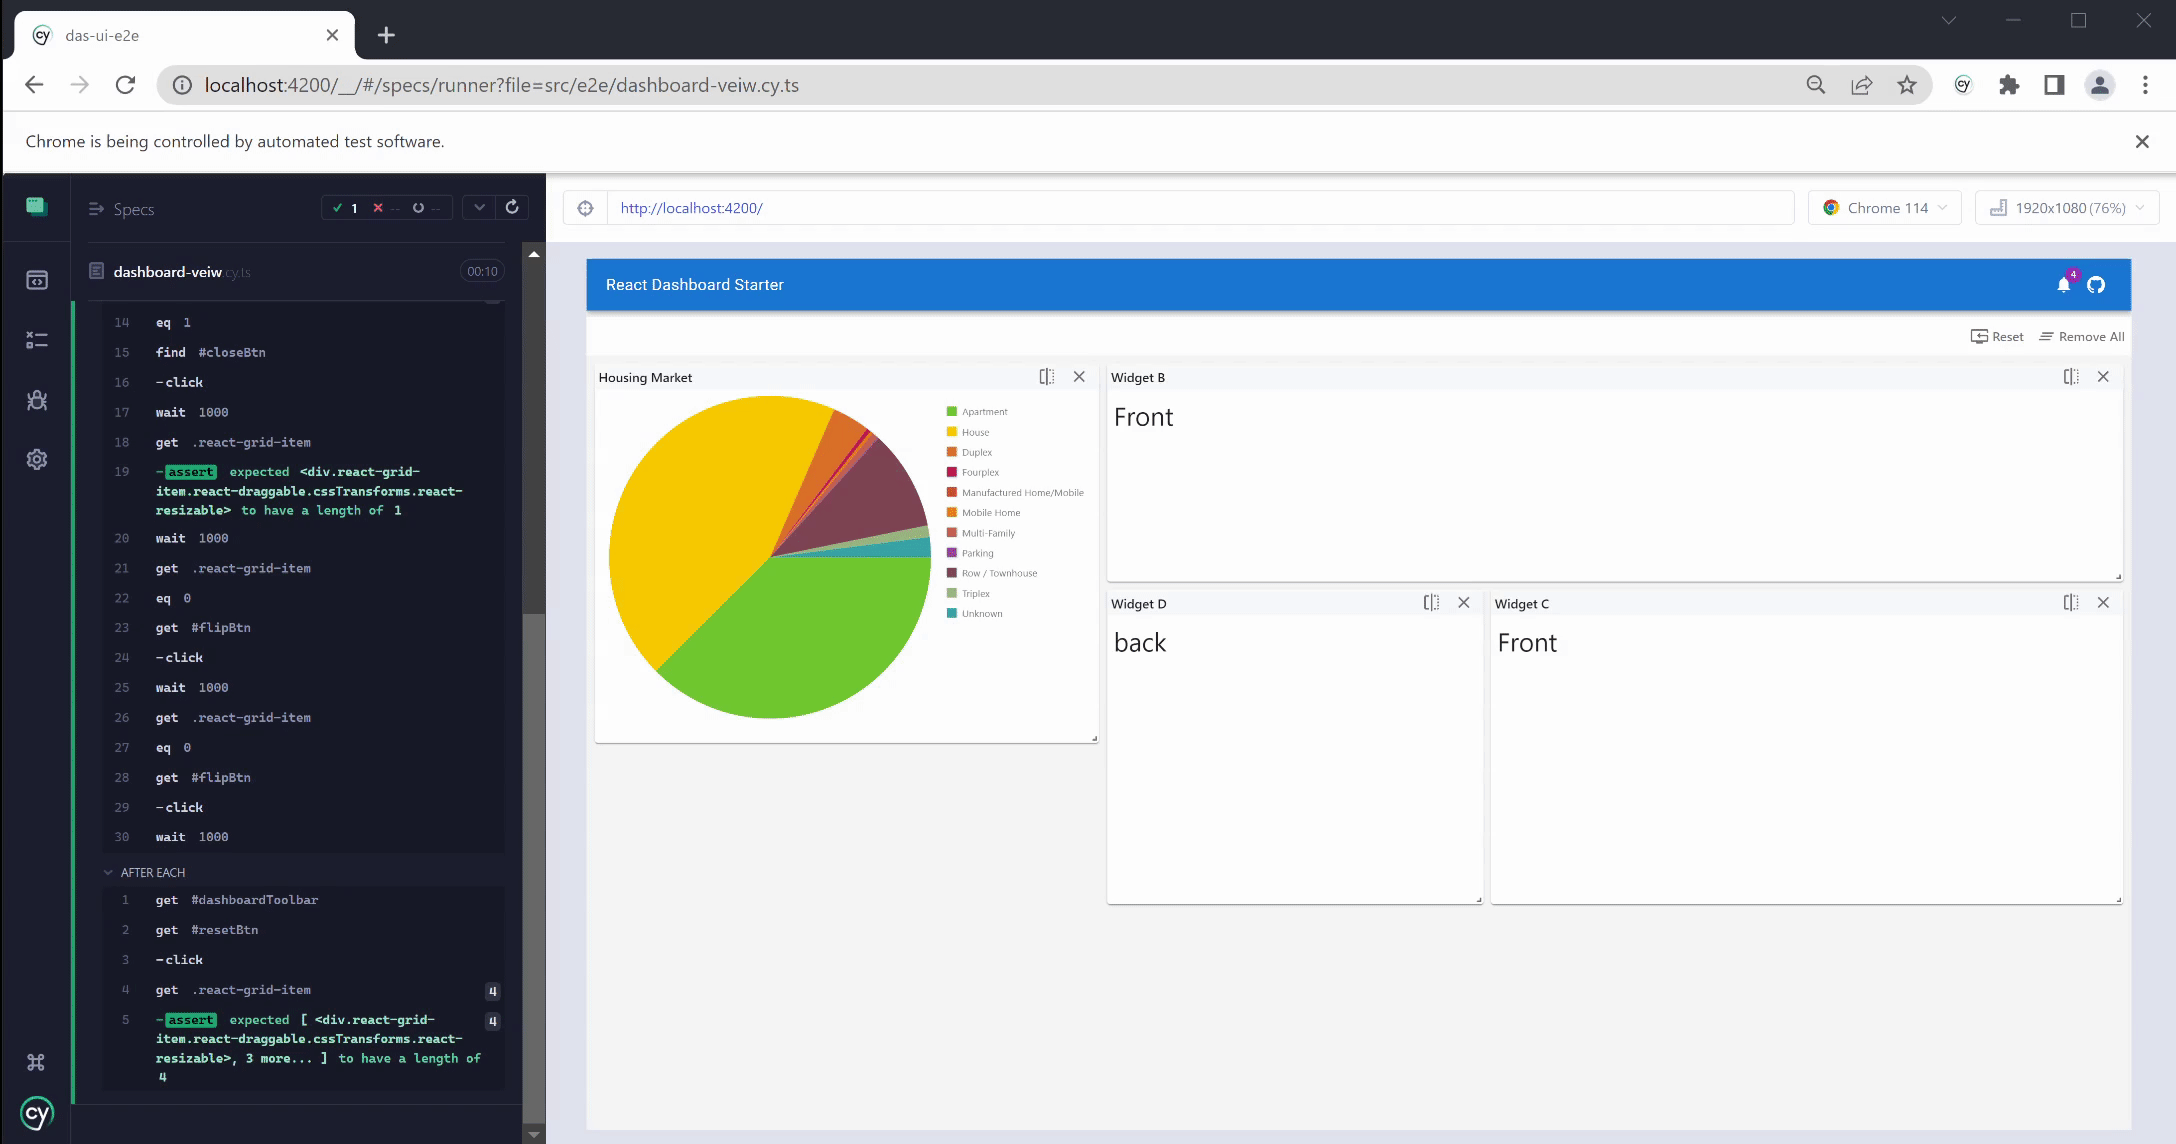 das-ui-e2e
localhost:4200/__/#/specs/runner?file=src/e2e/dashboard-veiw.cy.ts
Chrome is being controlled by automated test software.
Specs
1 -- --
http://localhost:4200/
Chrome 114
1920x1080 (76%)
dashboard-veiw cy.ts
00:10
14 eq 1
15 find #closeBtn
16 -click
17 wait 1000
18 get .react-grid-item
19 -assert expected <div.react-grid-
item.react-draggable.cssTransforms.react-
resizable> to have a length of 1
20 wait 1000
21 get .react-grid-item
22 eq 0
23 get #flipBtn
24 -click
25 wait 1000
26 get .react-grid-item
27 eq 0
28 get #flipBtn
29 -click
30 wait 1000
AFTER EACH
1 get #dashboardToolbar
2 get #resetBtn
3 -click
4 get .react-grid-item 4
5 -assert expected [ <div.react-grid- 4
item.react-draggable.cssTransforms.react-
resizable>, 3 more... ] to have a length of
4
cy
React Dashboard Starter
4
Reset
Remove All
Housing Market
Apartment
House
Duplex
Fourplex
Manufactured Home/Mobile
Mobile Home
Multi-Family
Parking
Row / Townhouse
Triplex
Unknown
Widget B
Front
Widget D
back
Widget C
Front